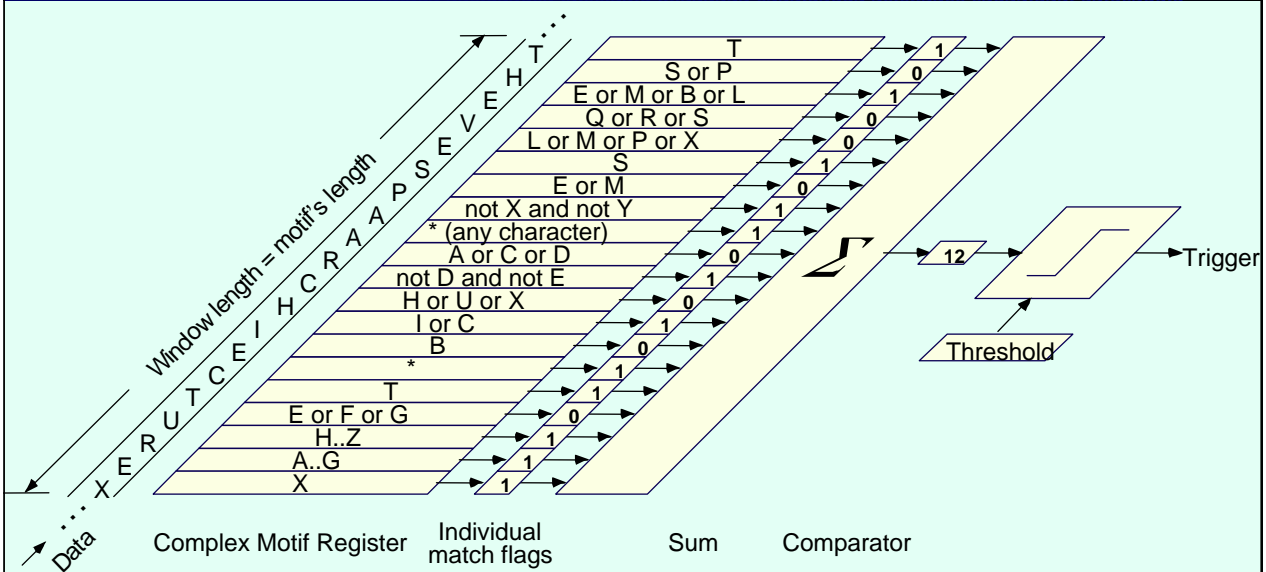 Window length = motif's length
... X E R U T C E I H C R A A P S E V E H T ...
Data
T
S or P
E or M or B or L
Q or R or S
L or M or P or X
S
E or M
not X and not Y
* (any character)
A or C or D
not D and not E
H or U or X
I or C
B
*
T
E or F or G
H..Z
A..G
X
1
0
1
0
0
1
0
1
1
0
1
0
1
0
1
1
0
1
1
1
Σ
12
Trigger
Threshold
Complex Motif Register
Individual
match flags
Sum
Comparator